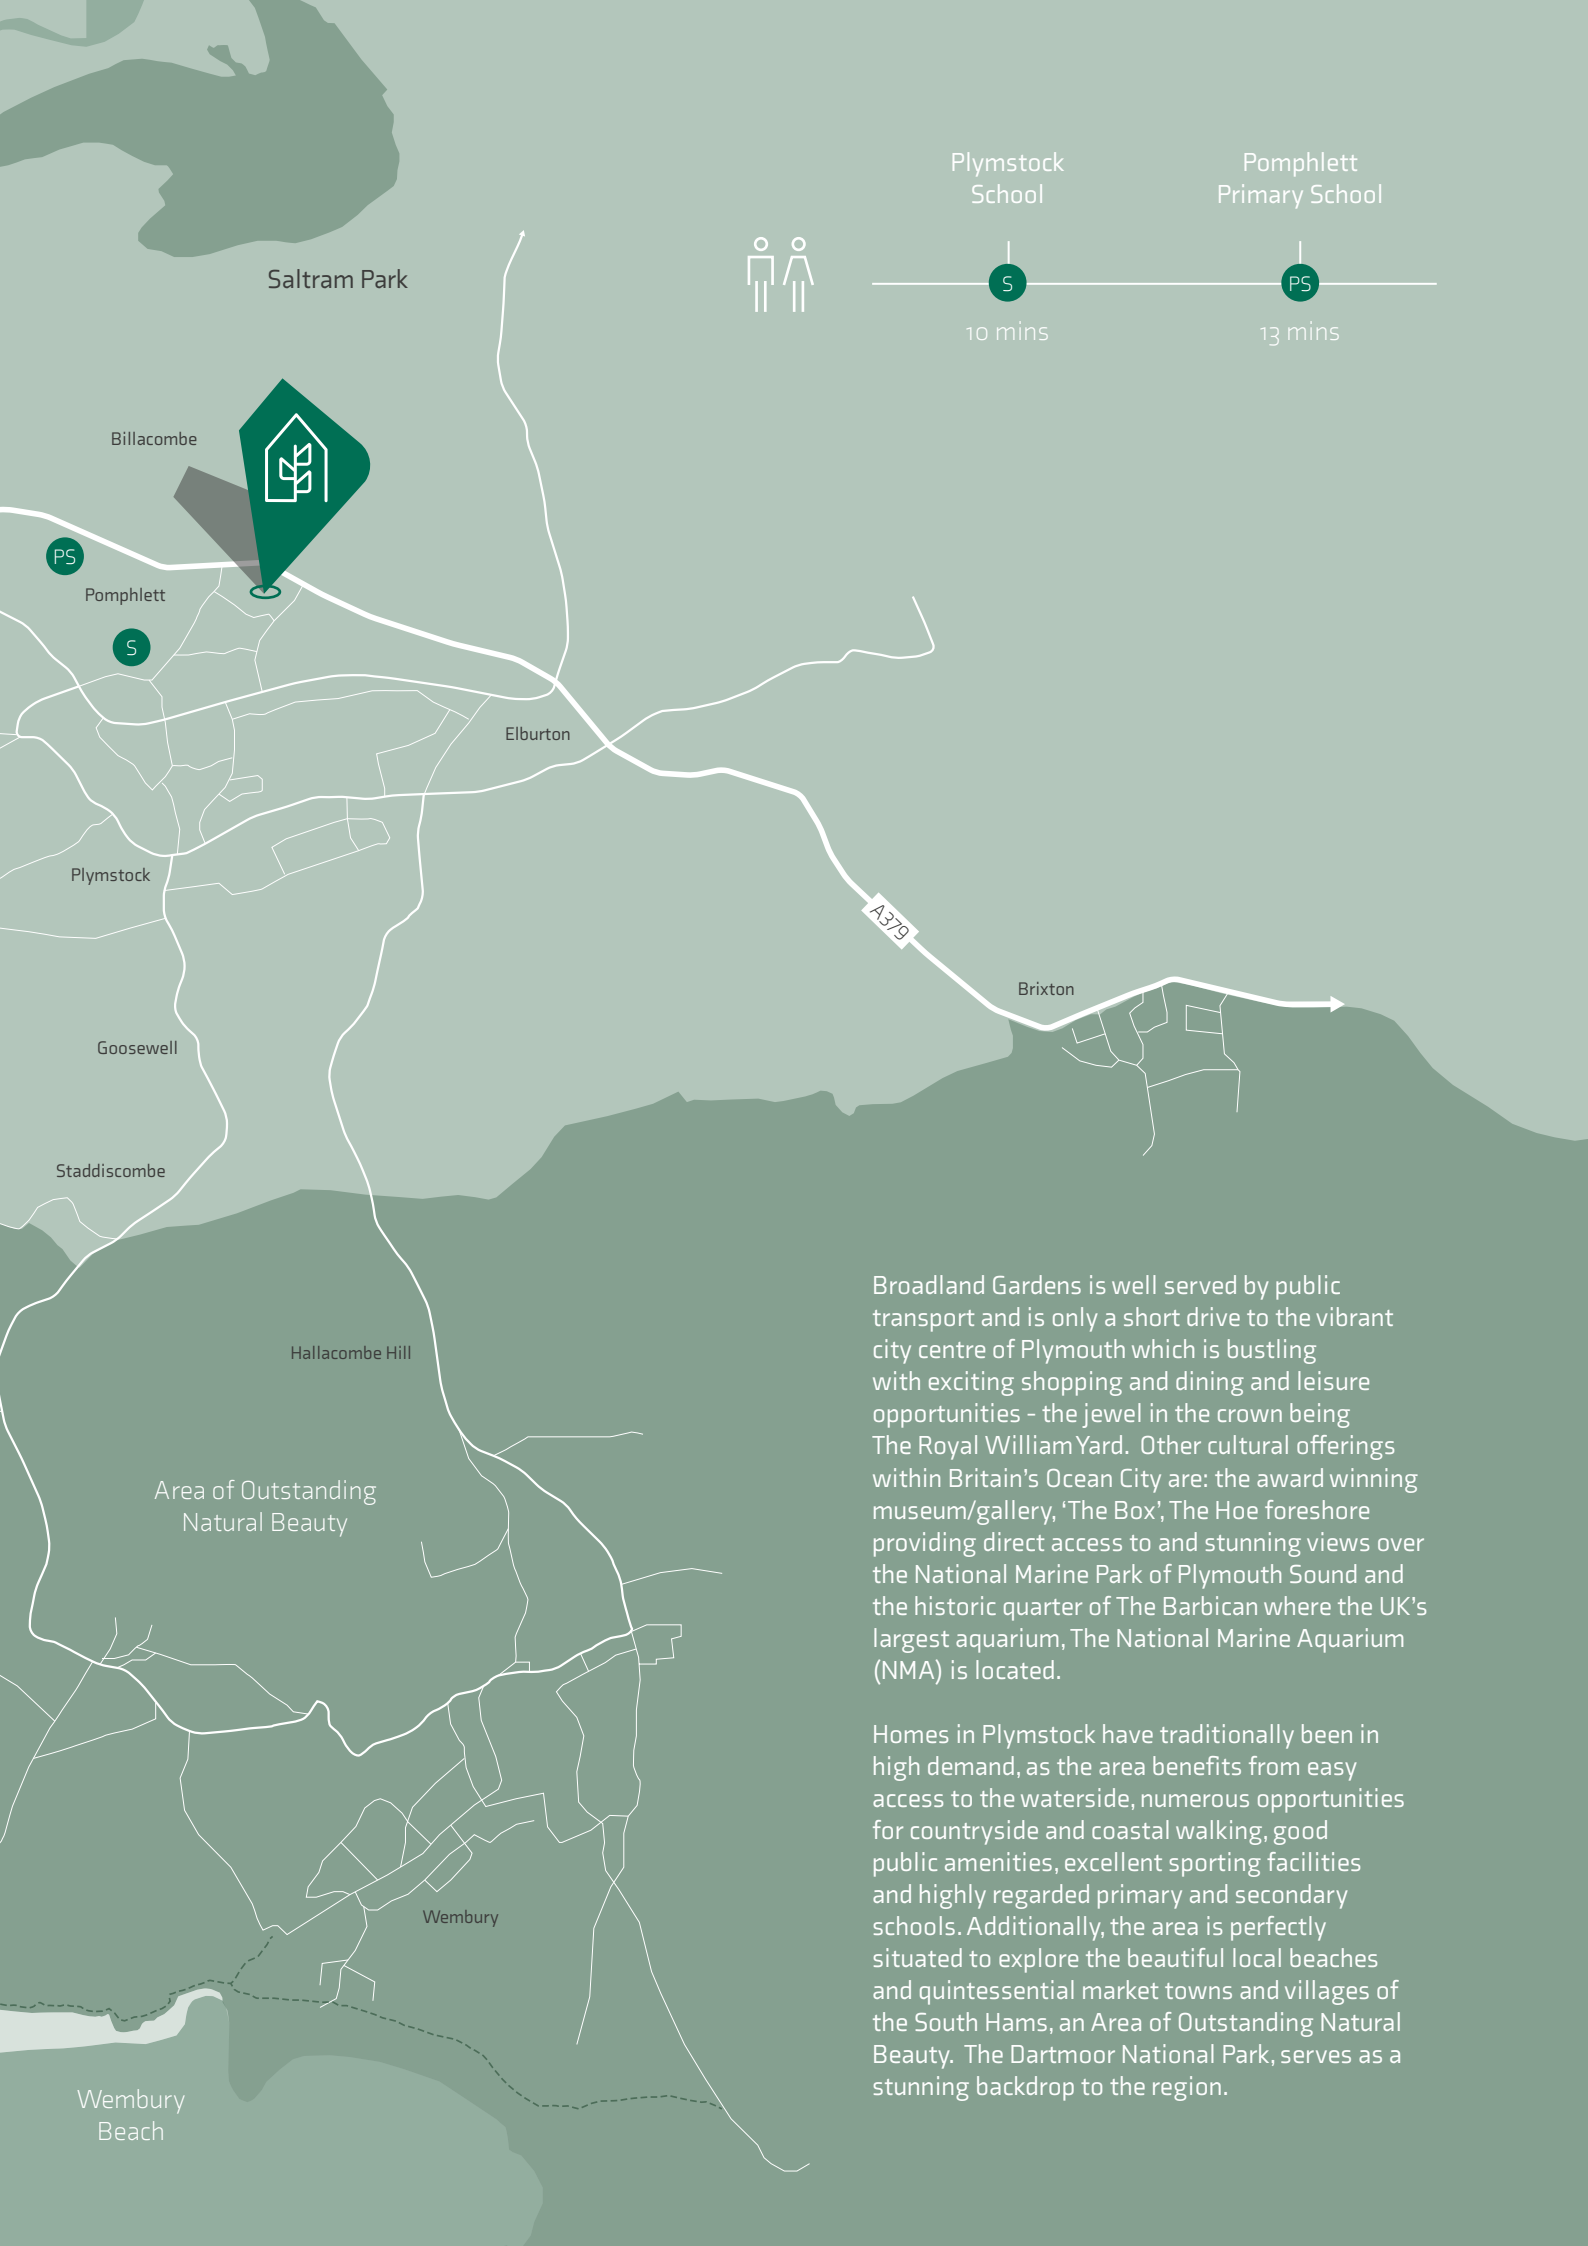 Plymstock
School
Pomphlett
Primary School
S
PS
10 mins
13 mins
Saltram Park
Billacombe
PS
Pomphlett
S
Elburton
Plymstock
A379
Brixton
Goosewell
Staddiscombe
Hallacombe Hill
Area of Outstanding
Natural Beauty
Wembury
Wembury
Beach
Broadland Gardens is well served by public
transport and is only a short drive to the vibrant
city centre of Plymouth which is bustling
with exciting shopping and dining and leisure
opportunities - the jewel in the crown being
The Royal William Yard. Other cultural offerings
within Britain's Ocean City are: the award winning
museum/gallery, 'The Box', The Hoe foreshore
providing direct access to and stunning views over
the National Marine Park of Plymouth Sound and
the historic quarter of The Barbican where the UK's
largest aquarium, The National Marine Aquarium
(NMA) is located.
Homes in Plymstock have traditionally been in
high demand, as the area benefits from easy
access to the waterside, numerous opportunities
for countryside and coastal walking, good
public amenities, excellent sporting facilities
and highly regarded primary and secondary
schools. Additionally, the area is perfectly
situated to explore the beautiful local beaches
and quintessential market towns and villages of
the South Hams, an Area of Outstanding Natural
Beauty. The Dartmoor National Park, serves as a
stunning backdrop to the region.